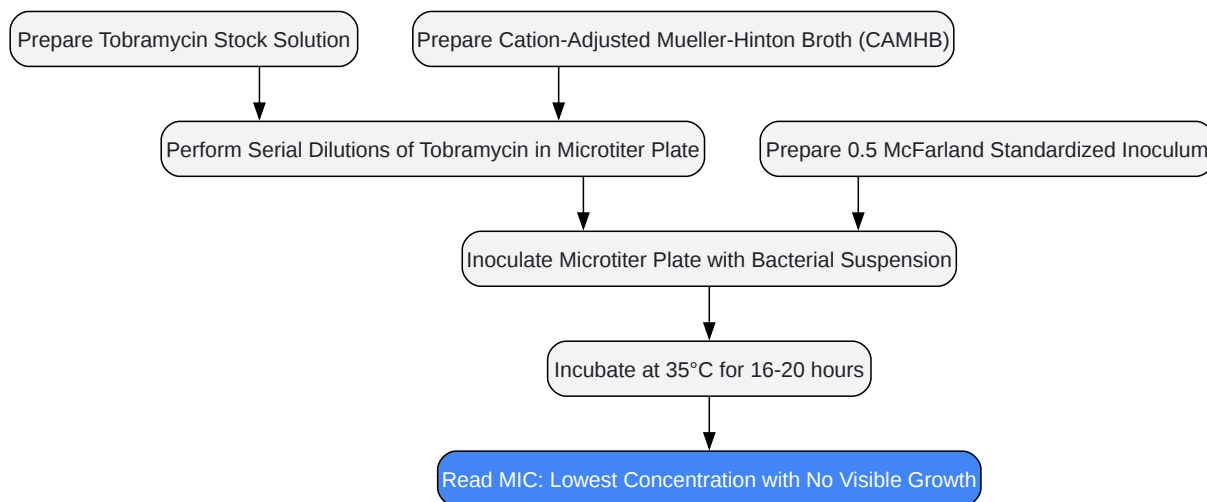 Prepare Tobramycin Stock Solution
Prepare Cation-Adjusted Mueller-Hinton Broth (CAMHB)
Perform Serial Dilutions of Tobramycin in Microtiter Plate
Prepare 0.5 McFarland Standardized Inoculum
Inoculate Microtiter Plate with Bacterial Suspension
Incubate at 35°C for 16-20 hours
Read MIC: Lowest Concentration with No Visible Growth